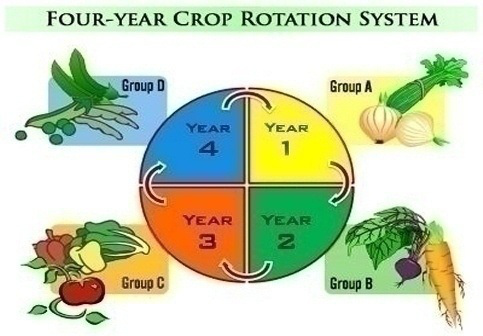 FOUR-YEAR CROP ROTATION SYSTEM
Group D
Group A
YEAR
4
YEAR
1
YEAR
3
YEAR
2
Group C
Group B